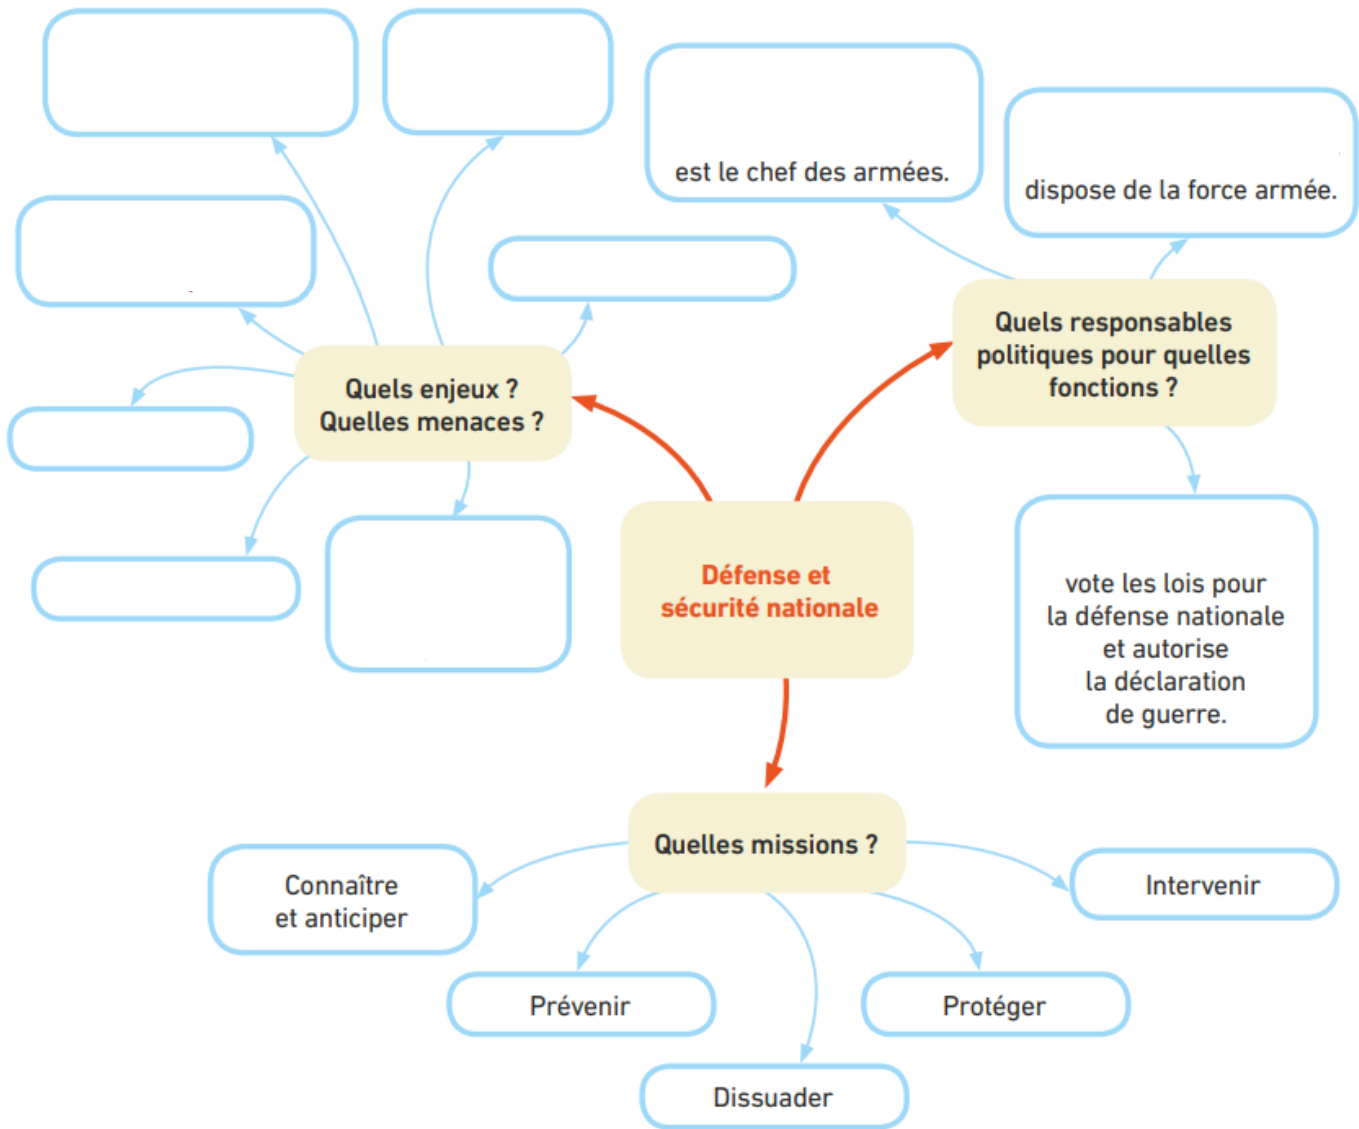 est le chef des armées.
dispose de la force armée.
Quels responsables
politiques pour quelles
fonctions ?
Quels enjeux ?
Quelles menaces ?
Défense et
sécurité nationale
vote les lois pour
la défense nationale
et autorise
la déclaration
de guerre.
Quelles missions ?
Connaître
et anticiper
Intervenir
Prévenir
Protéger
Dissuader